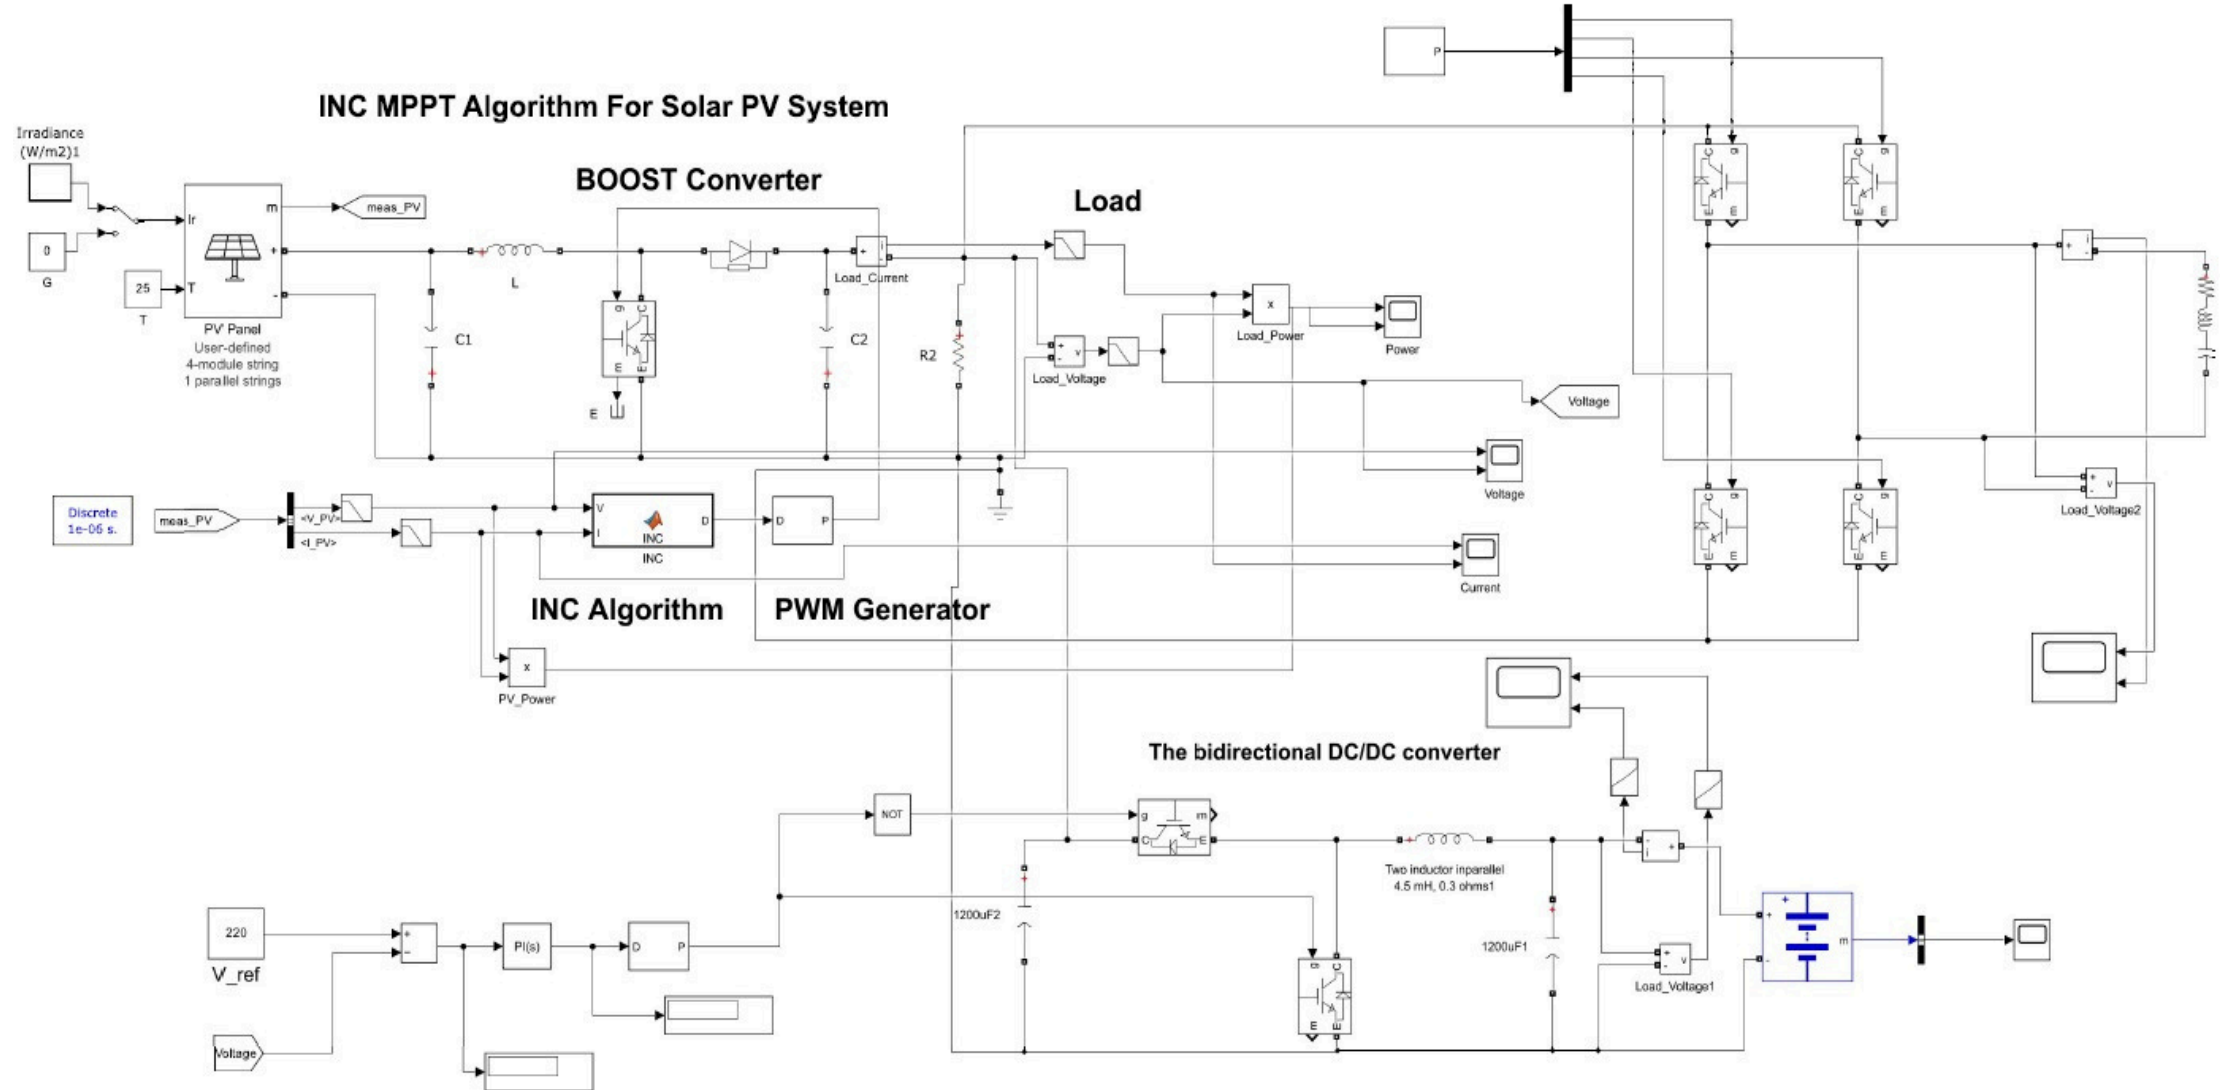 INC MPPT Algorithm For Solar PV System
Irradiance
(W/m2)1
0
G
25
T
Ir
T
m
+
-
PV Panel
User-defined
4-module string
1 parallel strings
meas_PV
BOOST Converter
L
C1
g C
m E
E
C2
+ i
-
Load_Current
Load
R2
+ v
-
Load_Voltage
x
Load_Power
Power
Voltage
Voltage
Current
P
g C
E m
g C
E m
g C
E m
g C
E m
+ i
-
+ v
-
Load_Voltage2
Discrete
1e-06 s.
meas_PV
<V_PV>
<I_PV>
V
I
D
INC
INC
D P
INC Algorithm
PWM Generator
x
PV_Power
The bidirectional DC/DC converter
NOT
g m
C E
Two inductor inparallel
4.5 mH, 0.3 ohms1
1200uF2
1200uF1
g C
m E
-
i +
+ v
-
Load_Voltage1
+
+
-
m
220
V_ref
+
-
PI(s)
D P
Voltage